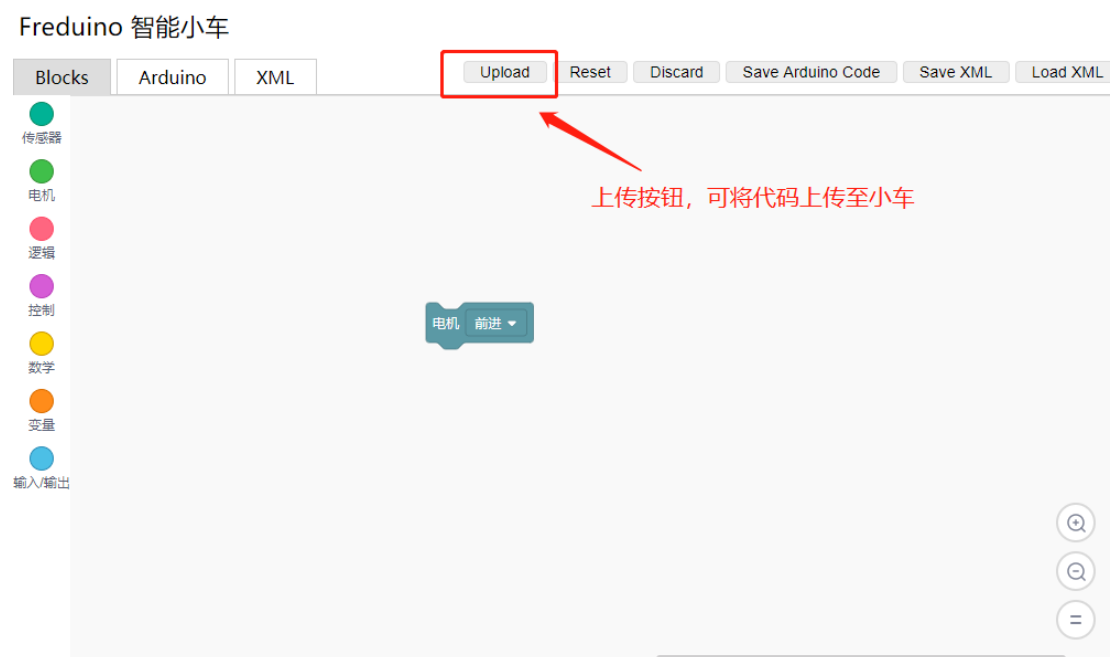 Freduino 智能小车
Blocks Arduino XML Upload Reset Discard Save Arduino Code Save XML Load XML
传感器
电机
逻辑
控制
数学
变量
输入/输出
上传按钮，可将代码上传至小车
电机 前进